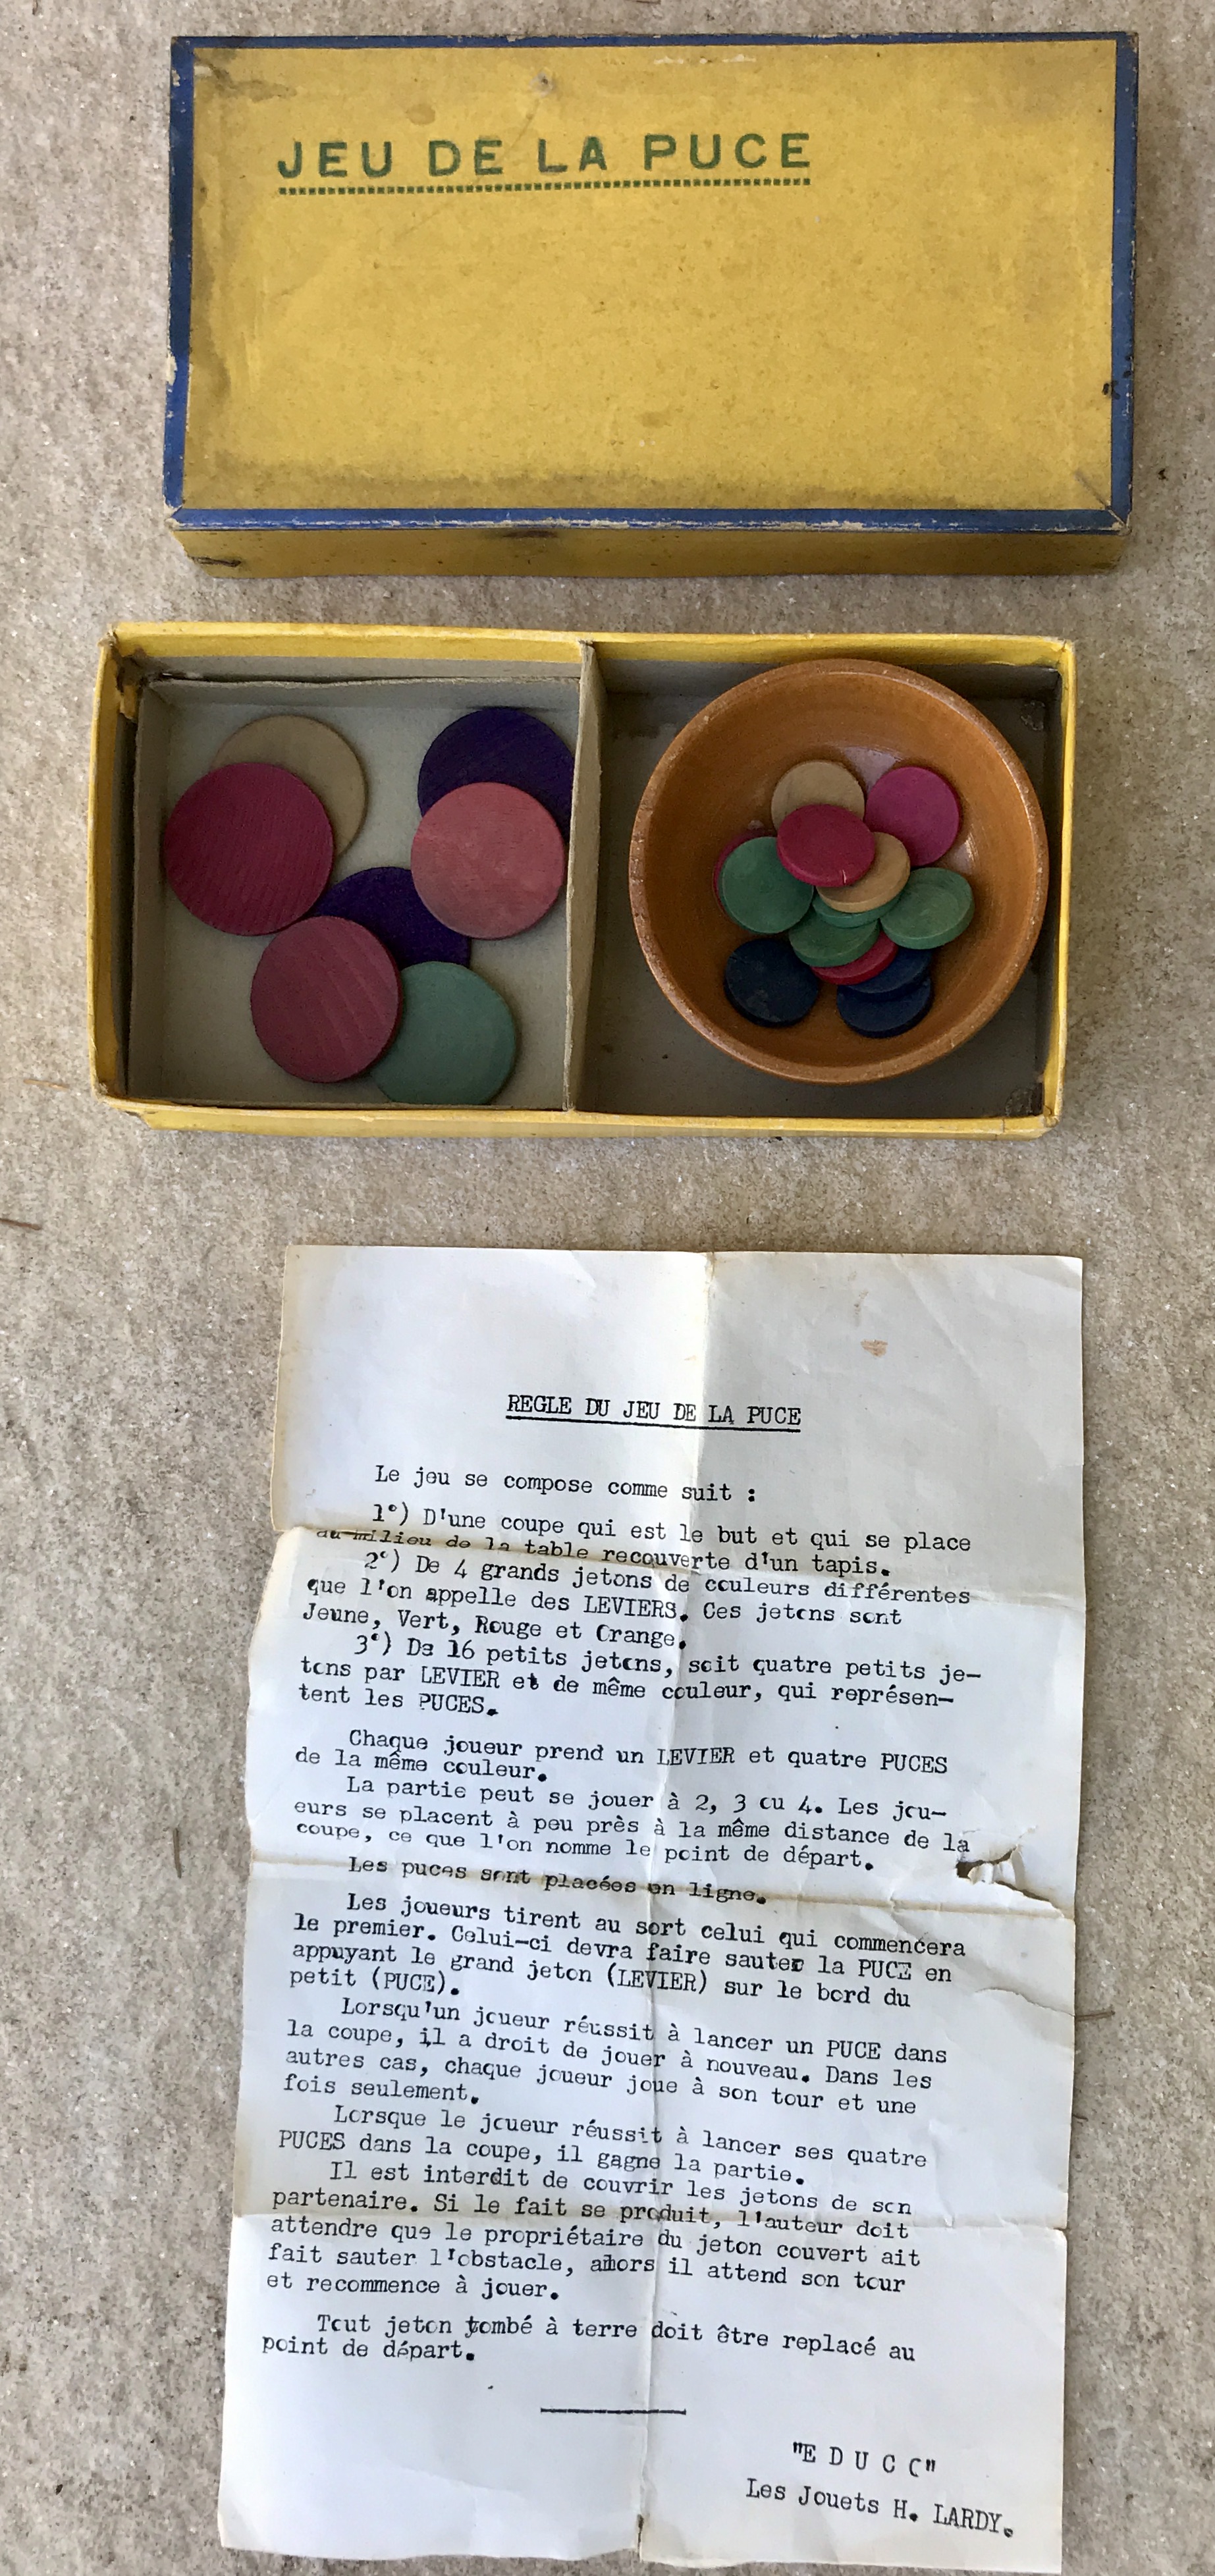 JEU DE LA PUCE
REGLE DU JEU DE LA PUCE
Le jeu se compose comme suit :
1°) D'une coupe qui est le but et qui se place
au milieu de la table recouverte d'un tapis.
2°) De 4 grands jetons de couleurs différentes
que l'on appelle des LEVIERS. Ces jetons sont
Jeune, Vert, Rouge et Orange.
3°) De 16 petits jetons, soit quatre petits je-
tons par LEVIER et de même couleur, qui représen-
tent les PUCES.
Chaque joueur prend un LEVIER et quatre PUCES
de la même couleur.
La partie peut se jouer à 2, 3 ou 4. Les jou-
eurs se placent à peu près à la même distance de la
coupe, ce que l'on nomme le point de départ.
Les puces sont placées en ligne.
Les joueurs tirent au sort celui qui commencera
le premier. Celui-ci devra faire sauter la PUCE en
appuyant le grand jeton (LEVIER) sur le bord du
petit (PUCE).
Lorsqu'un joueur réussit à lancer un PUCE dans
la coupe, il a droit de jouer à nouveau. Dans les
autres cas, chaque joueur joue à son tour et une
fois seulement.
Lorsque le joueur réussit à lancer ses quatre
PUCES dans la coupe, il gagne la partie.
Il est interdit de couvrir les jetons de son
partenaire. Si le fait se produit, l'auteur doit
attendre que le propriétaire du jeton couvert ait
fait sauter l'obstacle, alors il attend son tour
et recommence à jouer.
Tout jeton tombé à terre doit être replacé au
point de départ.
"E D U C O"
Les Jouets H. LARDY.